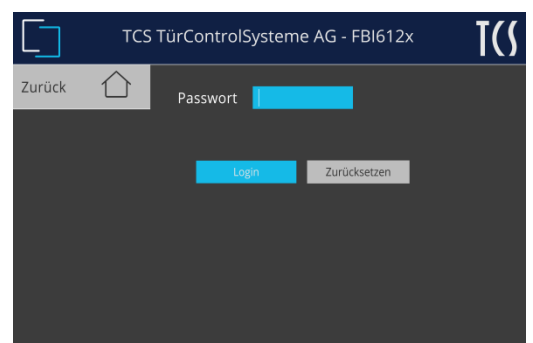 TCS TürControlSysteme AG - FBI612x
TCS
Zurück
Passwort
Login Zurücksetzen